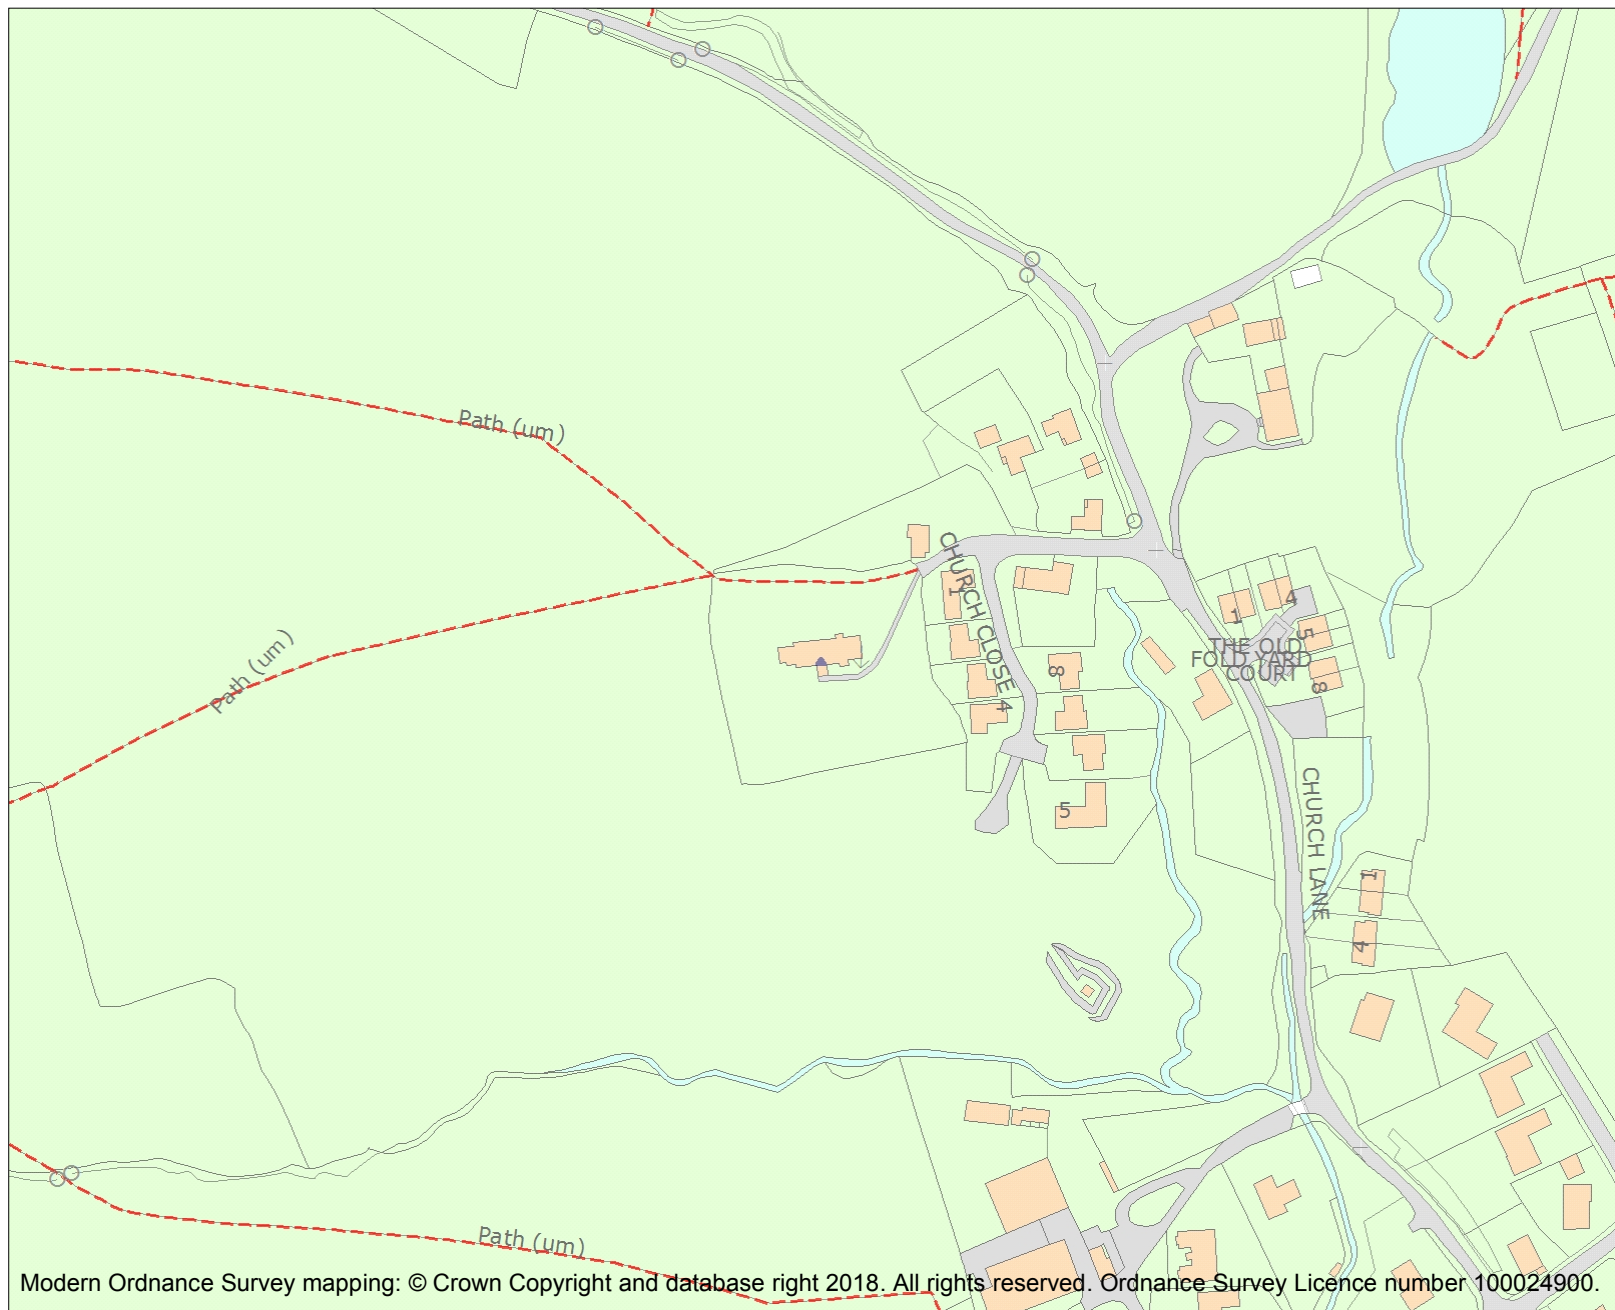 Path (um)
CHURCH CLOSE
1
4
1
4
5
THE OLD
FOLD YARD
COURT
8
8
Path (um)
4
5
CHURCH LANE
1
4
Path (um)
Modern Ordnance Survey mapping: © Crown Copyright and database right 2018. All rights reserved. Ordnance Survey Licence number 100024900.